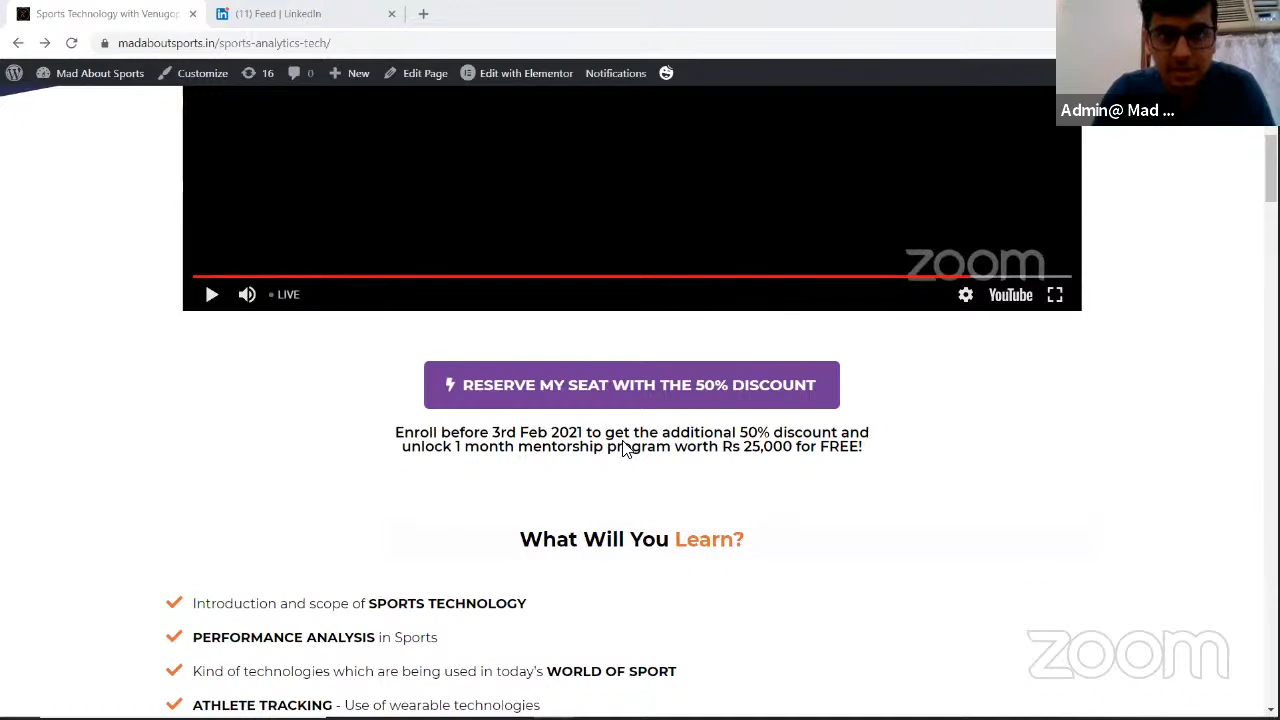 Sports Technology with Venugop
(11) Feed | LinkedIn
madaboutsports.in/sports-analytics-tech/
Mad About Sports
Customize
16
0
New
Edit Page
Edit with Elementor
Notifications
Admin@ Mad ...
zoom
LIVE
YouTube
RESERVE MY SEAT WITH THE 50% DISCOUNT
Enroll before 3rd Feb 2021 to get the additional 50% discount and
unlock 1 month mentorship program worth Rs 25,000 for FREE!
What Will You Learn?
Introduction and scope of SPORTS TECHNOLOGY
PERFORMANCE ANALYSIS in Sports
Kind of technologies which are being used in today's WORLD OF SPORT
ATHLETE TRACKING - Use of wearable technologies
zoom